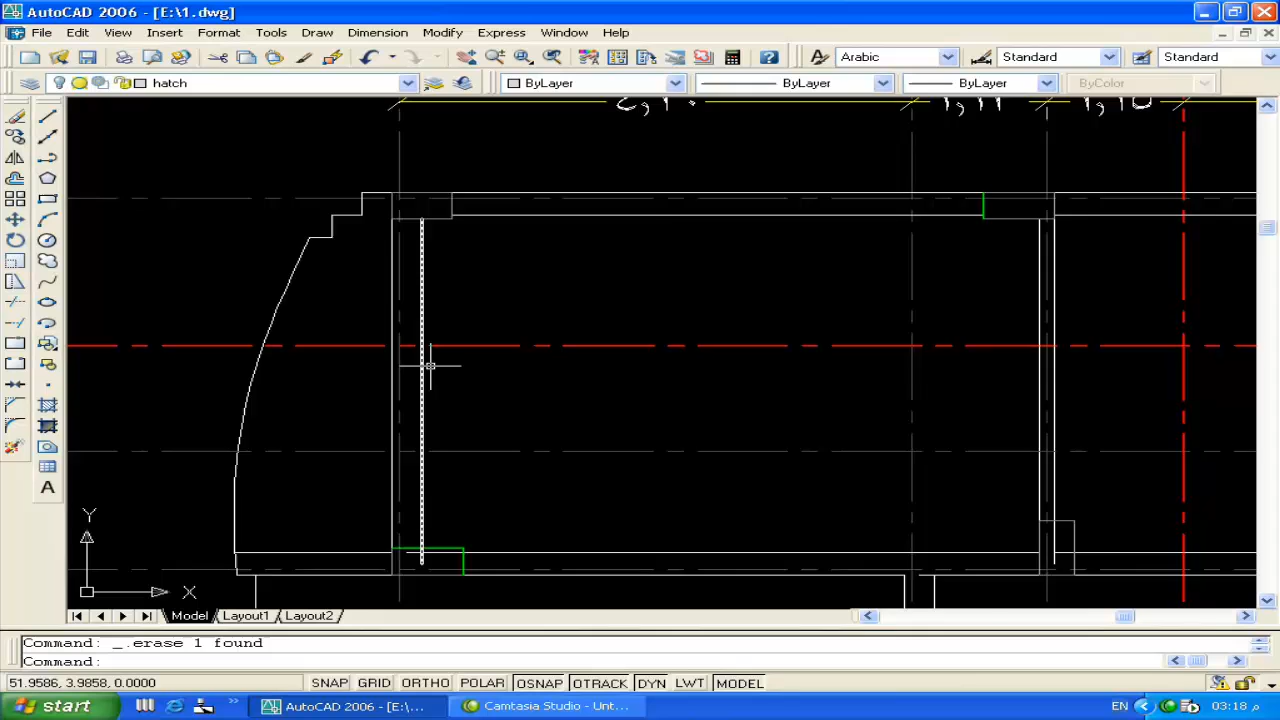 AutoCAD 2006 - [E:\1.dwg]
File Edit View Insert Format Tools Draw Dimension Modify Express Window Help
Arabic Standard Standard
hatch ByLayer ByLayer ByLayer ByColor
Y
X
A
Model Layout1 Layout2
Command: _.erase 1 found
Command:
51.9586, 3.9858, 0.0000 SNAP GRID ORTHO POLAR OSNAP OTRACK DYN LWT MODEL
start AutoCAD 2006 - [E:\... Camtasia Studio - Unt... EN 03:18 م